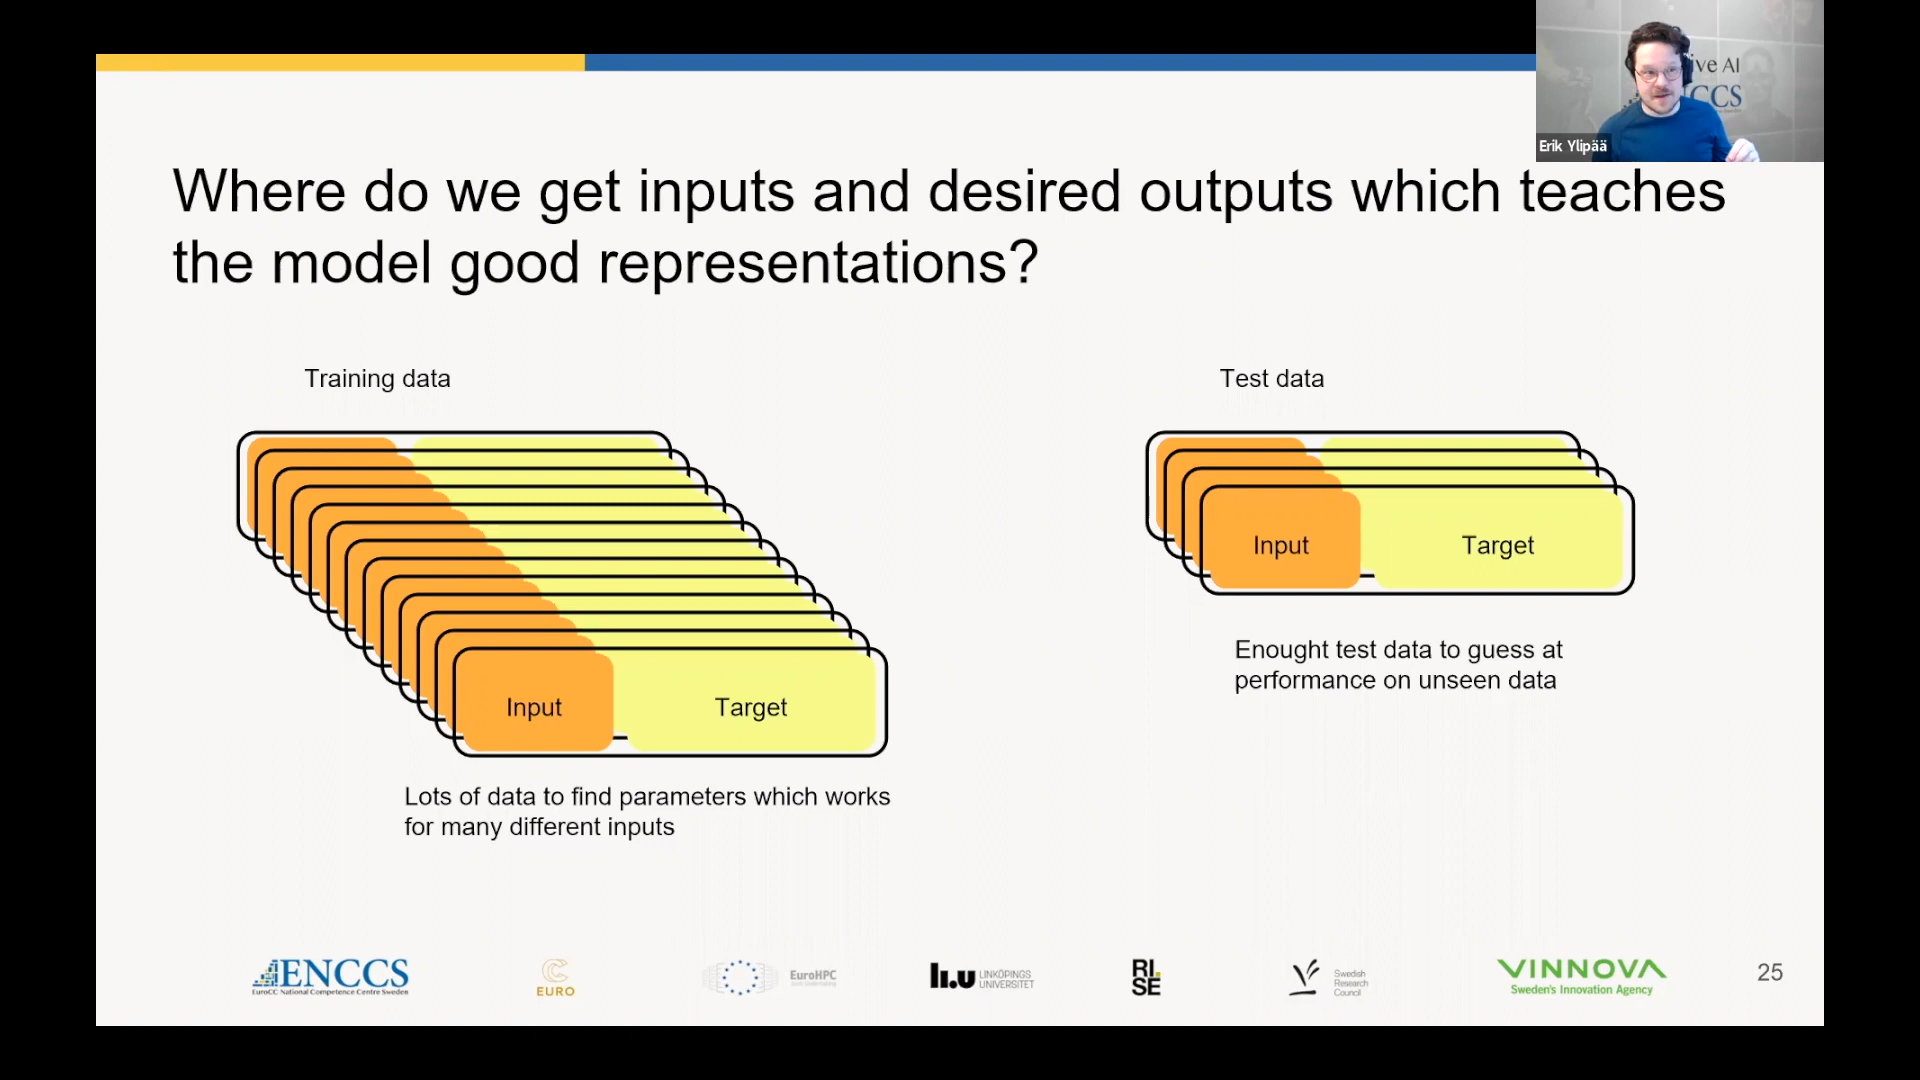 ive AI
CCS
Erik Ylipää
Where do we get inputs and desired outputs which teaches
the model good representations?
Training data
Input
Target
Lots of data to find parameters which works
for many different inputs
Test data
Input
Target
Enought test data to guess at
performance on unseen data
ENCCS
EuroCC National Competence Centre Sweden
EURO
EuroHPC
Joint Undertaking
LINKÖPINGS
UNIVERSITET
RI.
SE
Swedish
Research
Council
VINNOVA
Sweden's Innovation Agency
25